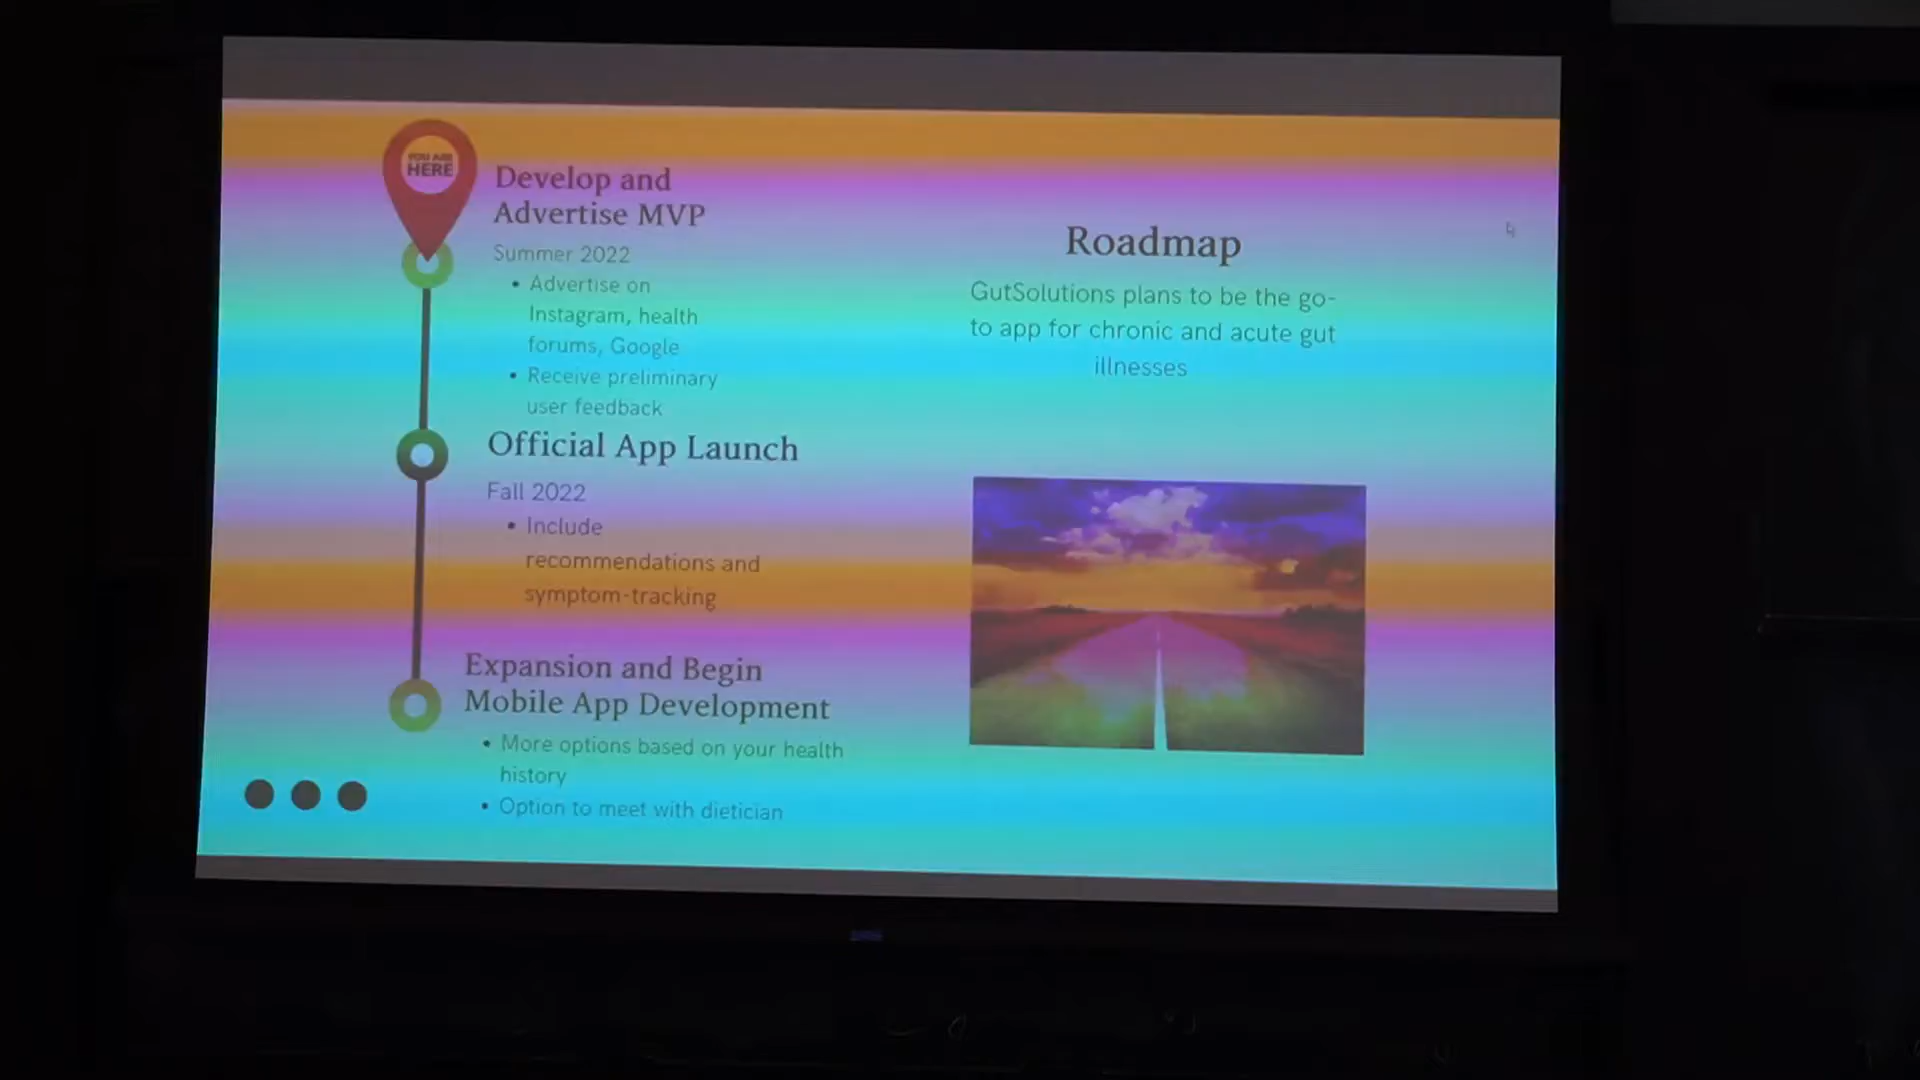 YOU ARE
HERE
Develop and
Advertise MVP
Summer 2022
• Advertise on
Instagram, health
forums, Google
• Receive preliminary
user feedback
Official App Launch
Fall 2022
• Include
recommendations and
symptom-tracking
Expansion and Begin
Mobile App Development
• More options based on your health
history
• Option to meet with dietician
Roadmap
GutSolutions plans to be the go-
to app for chronic and acute gut
illnesses